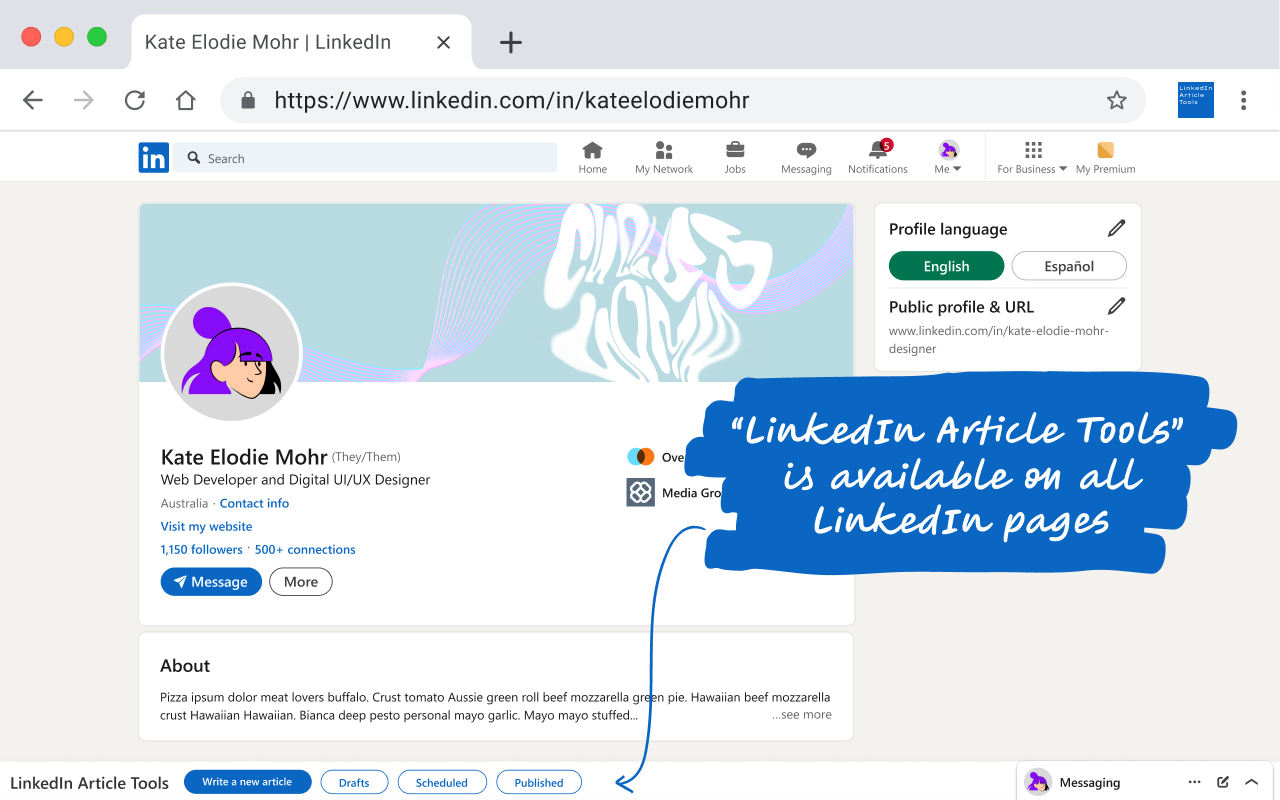 Kate Elodie Mohr | LinkedIn
https://www.linkedin.com/in/kateelodiemohr
LinkedIn
Article
Tools
in
Search
Home
My Network
Jobs
Messaging
5
Notifications
Me
For Business
My Premium
Profile language
English
Español
Public profile & URL
www.linkedin.com/in/kate-elodie-mohr-
designer
“LinkedIn Article Tools”
is available on all
LinkedIn pages
Kate Elodie Mohr (They/Them)
Web Developer and Digital UI/UX Designer
Australia · Contact info
Visit my website
1,150 followers · 500+ connections
Message
More
Media
About
Pizza ipsum dolor meat lovers buffalo. Crust tomato Aussie green roll beef mozzarella green pie. Hawaiian beef mozzarella
crust Hawaiian Hawaiian. Bianca deep pesto personal mayo garlic. Mayo mayo stuffed...
...see more
LinkedIn Article Tools
Write a new article
Drafts
Scheduled
Published
Messaging